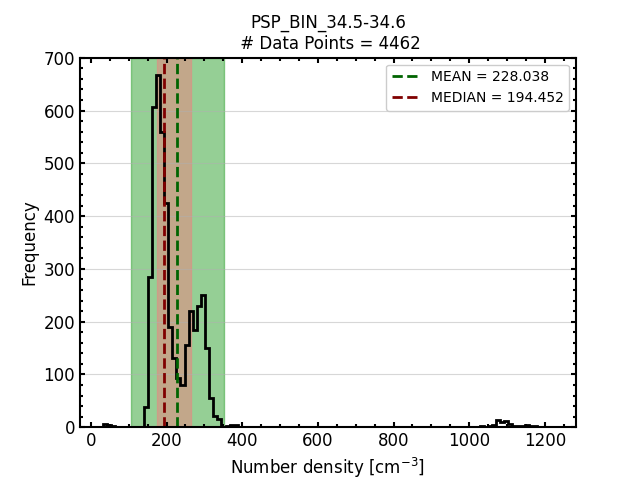 PSP_BIN_34.5-34.6
# Data Points = 4462
700
600
500
400
300
200
100
0
Frequency
MEAN = 228.038
MEDIAN = 194.452
0 200 400 600 800 1000 1200
Number density [cm⁻³]